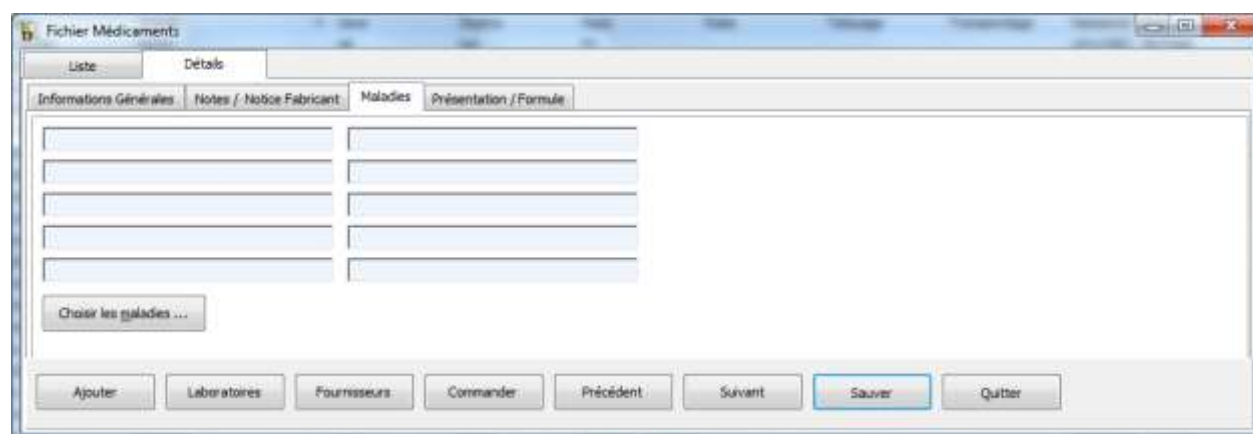 Fichier Médicaments
Liste Détails
Informations Générales Notes / Notice Fabricant Maladies Présentation / Formule
Choisir les maladies ...
Ajouter Laboratoires Fournisseurs Commander Précédent Suivant Sauver Quitter